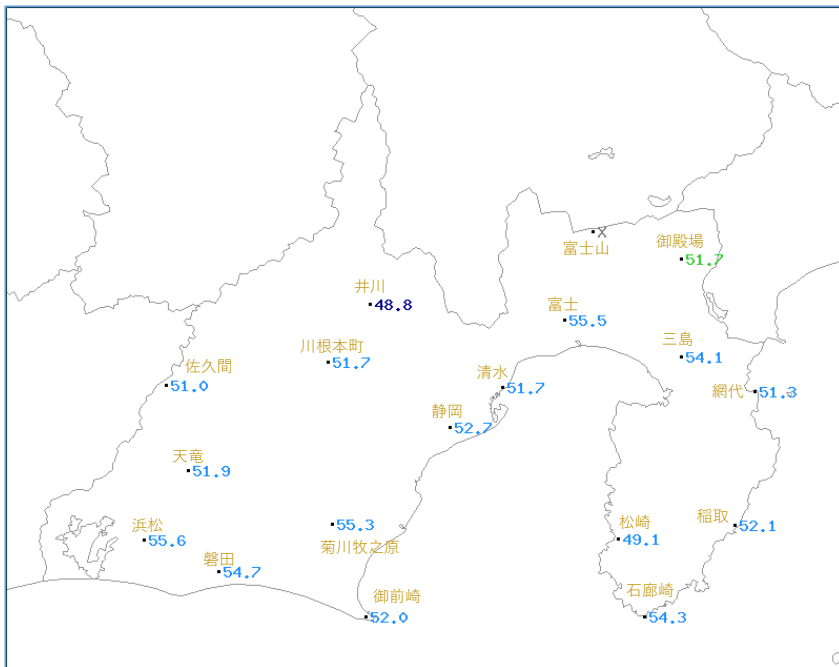 富士山
X
御殿場
51.7
井川
48.8
富士
55.5
川根本町
51.7
三島
54.1
佐久間
51.0
清水
51.7
網代
51.3
静岡
52.7
天竜
51.9
浜松
55.6
55.3
菊川牧之原
松崎
49.1
稲取
52.1
磐田
54.7
御前崎
52.0
石廊崎
54.3